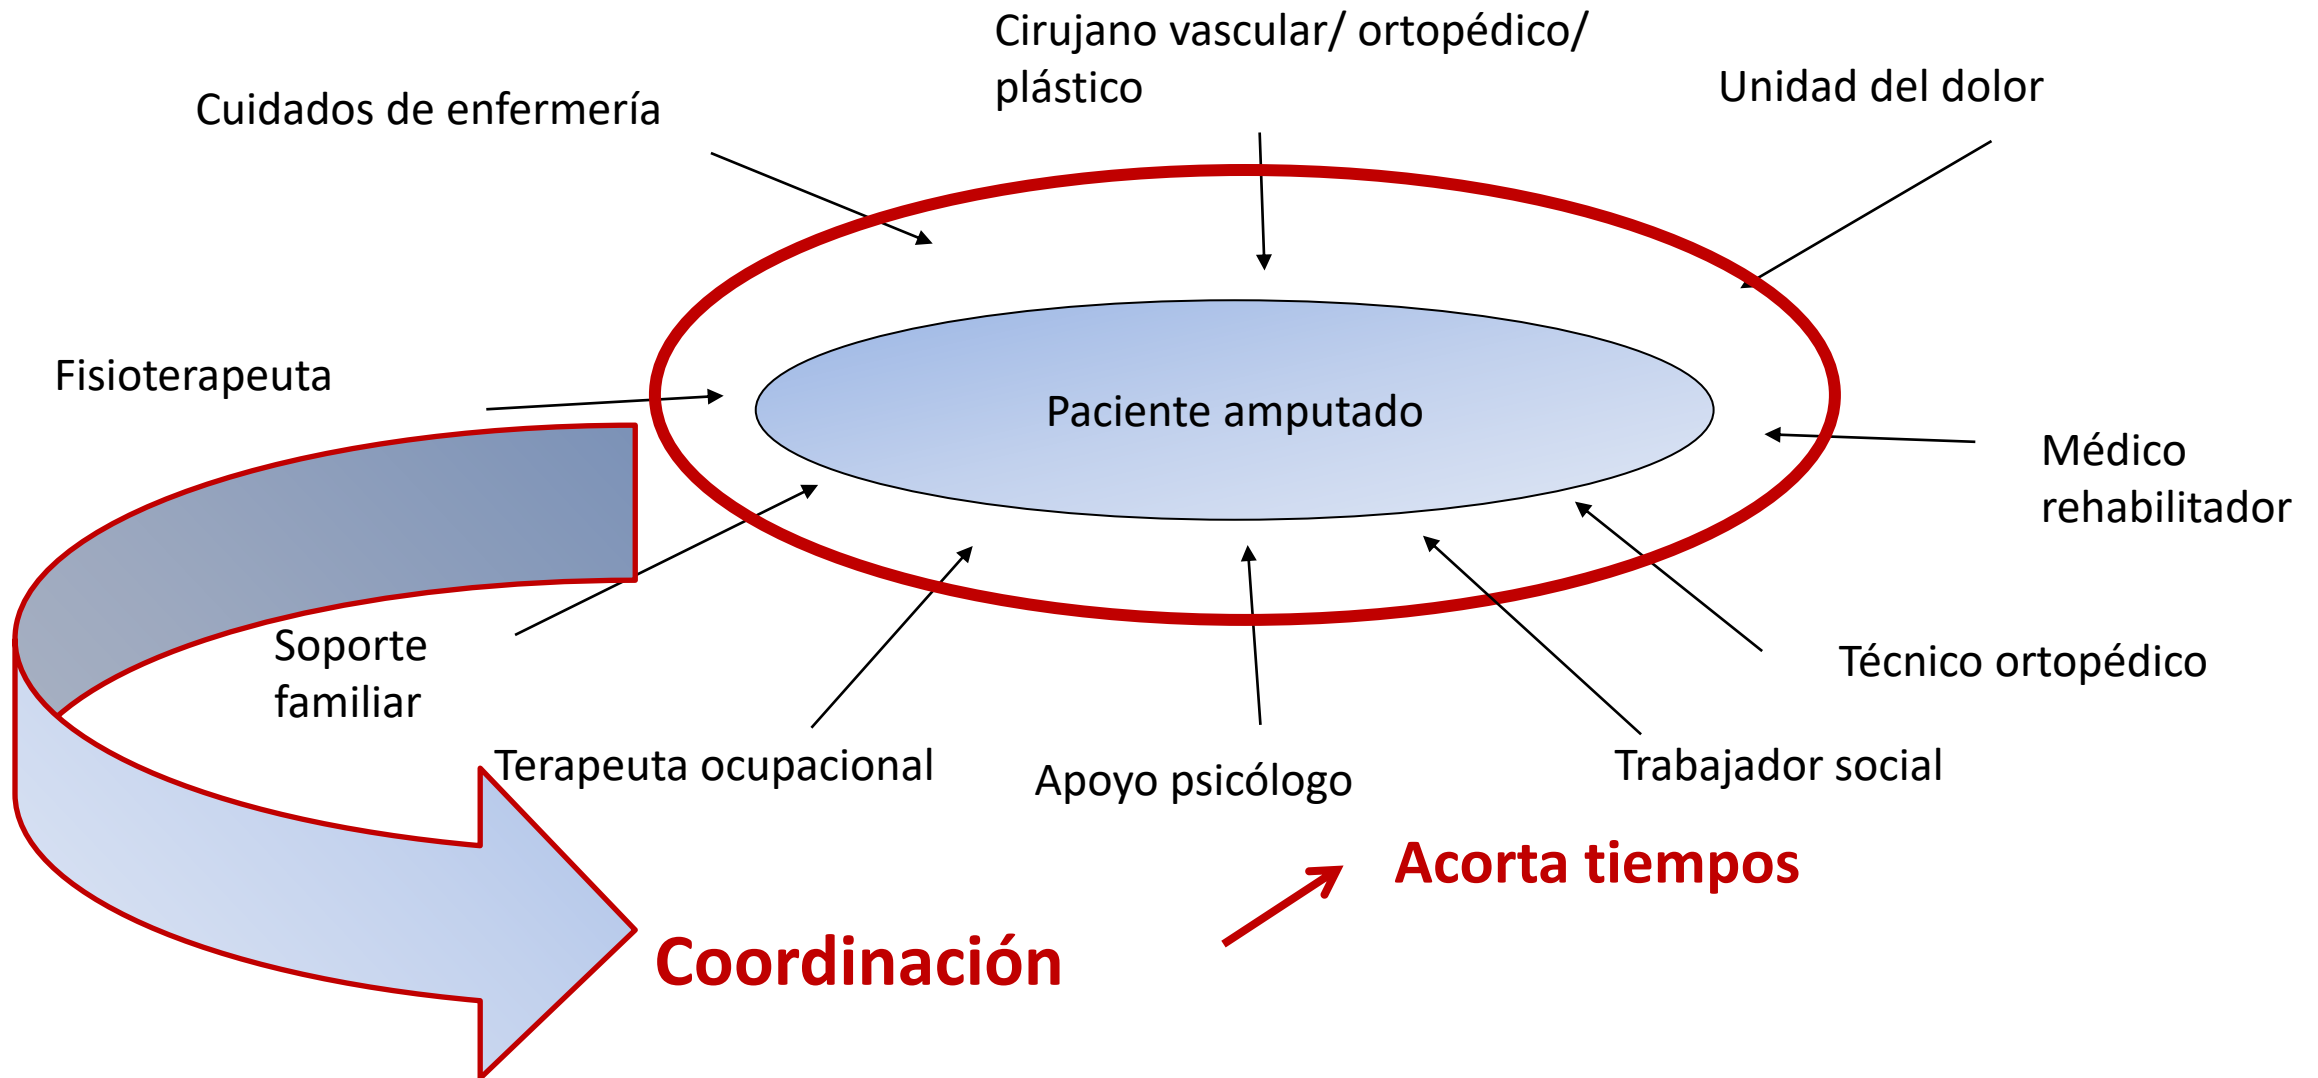 Cirujano vascular/ ortopédico/
plástico
Unidad del dolor
Cuidados de enfermería
Fisioterapeuta
Paciente amputado
Médico
rehabilitador
Soporte
familiar
Técnico ortopédico
Terapeuta ocupacional
Apoyo psicólogo
Trabajador social
Acorta tiempos
Coordinación